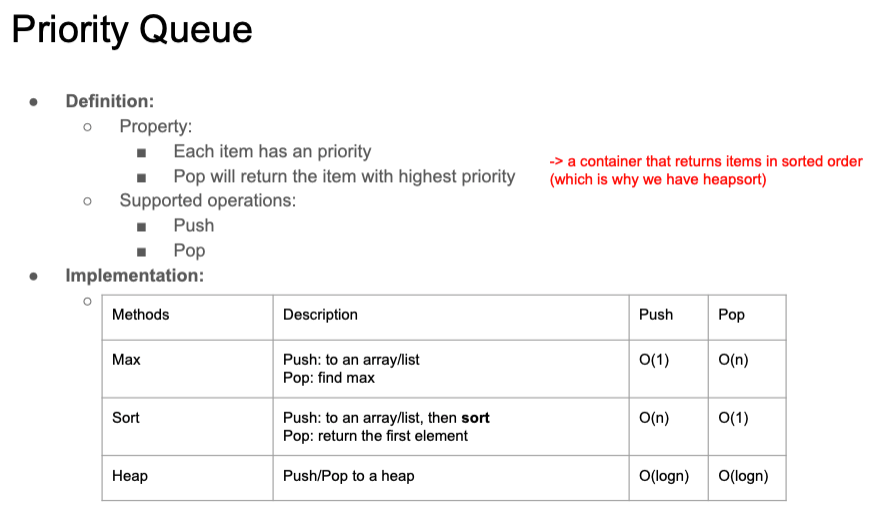 Priority Queue
● Definition:
○ Property:
■ Each item has an priority
■ Pop will return the item with highest priority
-> a container that returns items in sorted order
(which is why we have heapsort)
○ Supported operations:
■ Push
■ Pop
● Implementation:
○
Methods Description Push Pop
Max Push: to an array/list O(1) O(n)
Pop: find max
Sort Push: to an array/list, then sort O(n) O(1)
Pop: return the first element
Heap Push/Pop to a heap O(logn) O(logn)